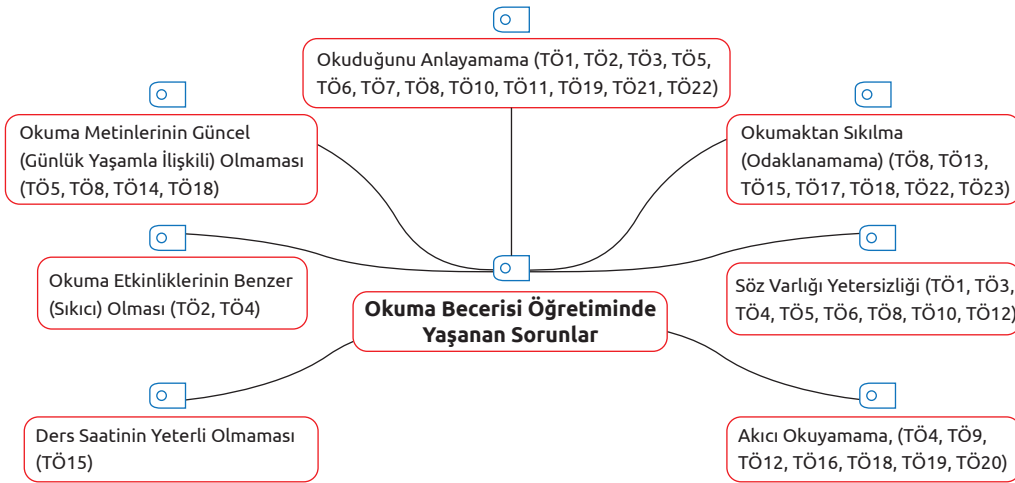 Okuduğunu Anlayamama (TÖ1, TÖ2, TÖ3, TÖ5,
TÖ6, TÖ7, TÖ8, TÖ10, TÖ11, TÖ19, TÖ21, TÖ22)
Okuma Metinlerinin Güncel
(Günlük Yaşamla İlişkili) Olmaması
(TÖ5, TÖ8, TÖ14, TÖ18)
Okumaktan Sıkılma
(Odaklanamama) (TÖ8, TÖ13,
TÖ15, TÖ17, TÖ18, TÖ22, TÖ23)
Okuma Etkinliklerinin Benzer
(Sıkıcı) Olması (TÖ2, TÖ4)
Söz Varlığı Yetersizliği (TÖ1, TÖ3,
TÖ4, TÖ5, TÖ6, TÖ8, TÖ10, TÖ12)
Okuma Becerisi Öğretiminde
Yaşanan Sorunlar
Ders Saatinin Yeterli Olmaması
(TÖ15)
Akıcı Okuyamama, (TÖ4, TÖ9,
TÖ12, TÖ16, TÖ18, TÖ19, TÖ20)